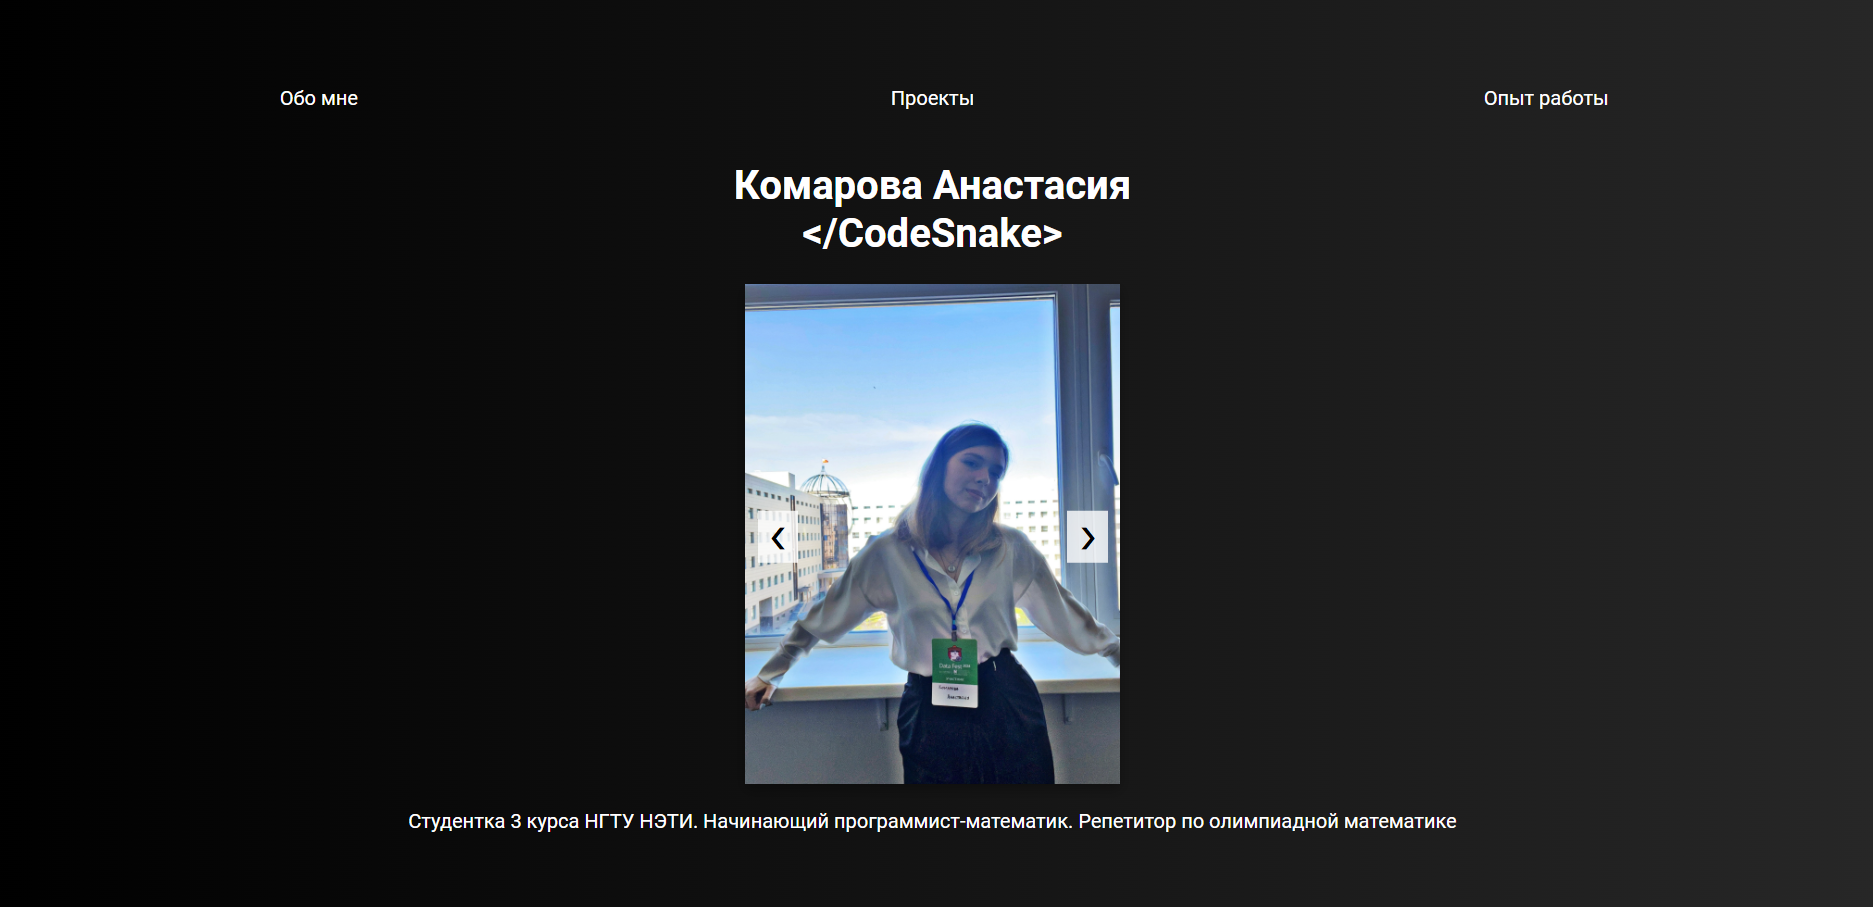 Обо мне
Проекты
Опыт работы
Комарова Анастасия
</CodeSnake>
❮
❯
Анастасия
Студентка 3 курса НГТУ НЭТИ. Начинающий программист-математик. Репетитор по олимпиадной математике